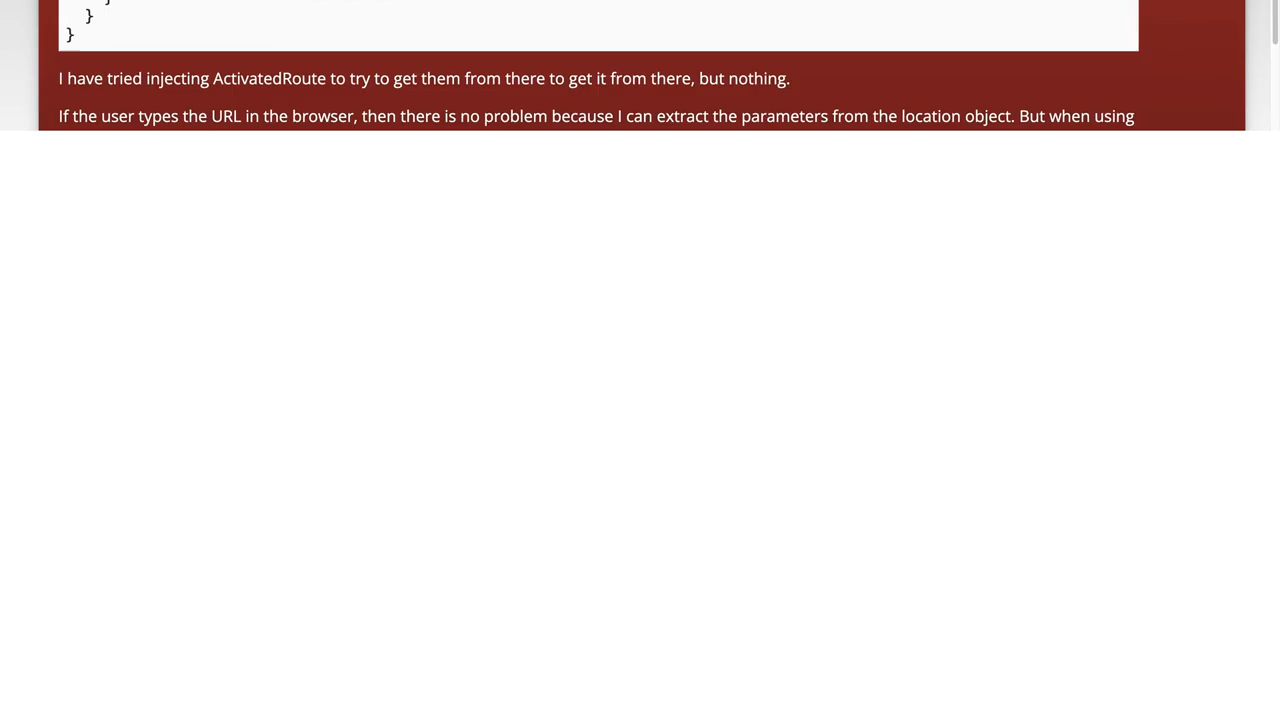 }
}
I have tried injecting ActivatedRoute to try to get them from there to get it from there, but nothing.
If the user types the URL in the browser, then there is no problem because I can extract the parameters from the location object. But when using